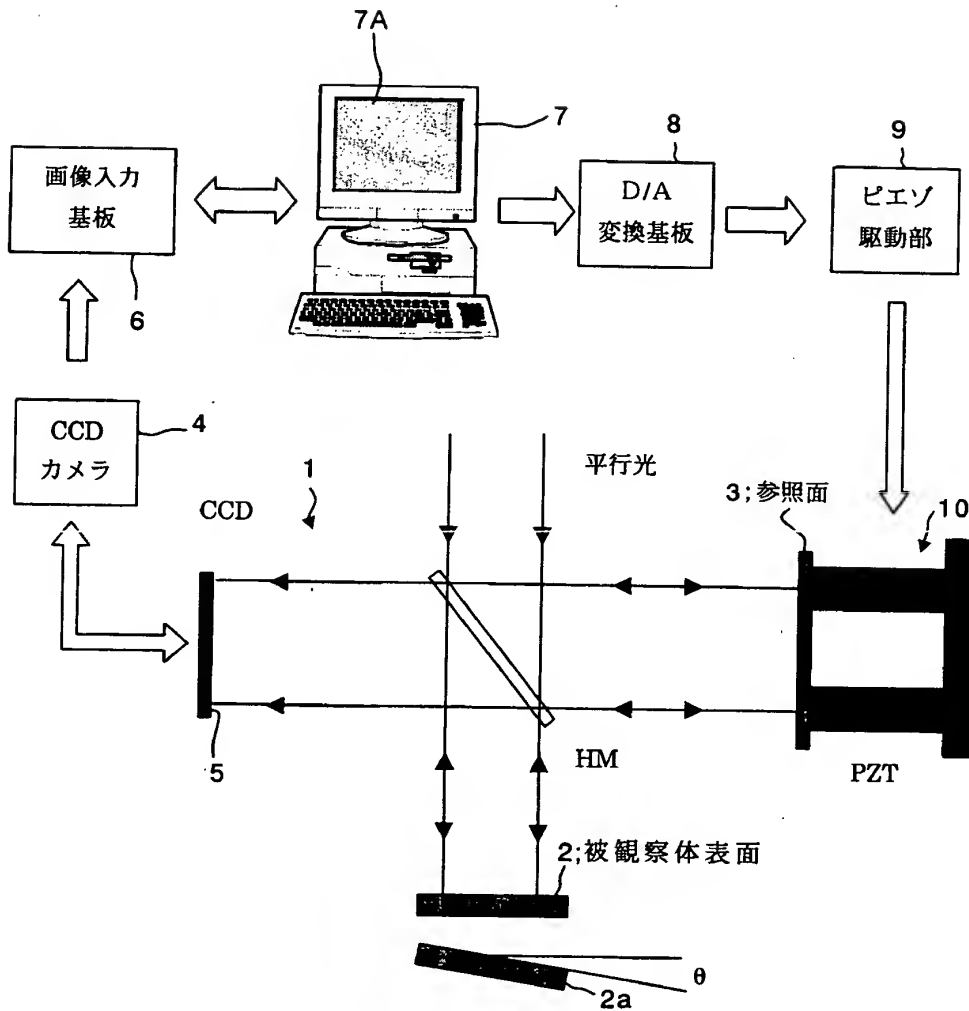 7A
7
8
9
画像入力
基板
D/A
変換基板
ピエゾ
駆動部
6
CCD
カメラ
4
1
平行光
3;参照面
CCD
10
5
HM
PZT
2;被観察体表面
θ
2a